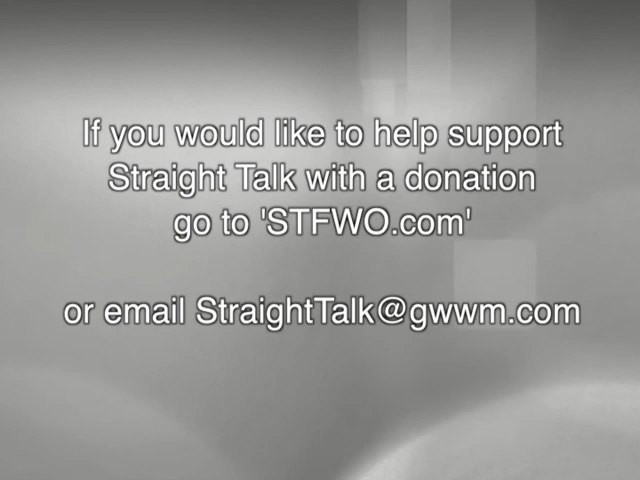 If you would like to help support
Straight Talk with a donation
go to 'STFWO.com'
or email StraightTalk@gwwm.com